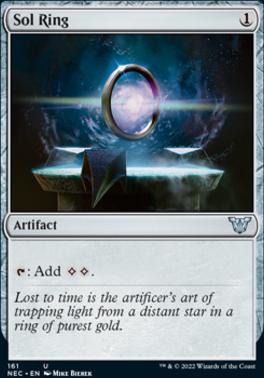 Sol Ring 1
Artifact
: Add .
Lost to time is the artificer's art of
trapping light from a distant star in a
ring of purest gold.
161 U
NEC • EN Mike Bierek ™ & © 2022 Wizards of the Coast